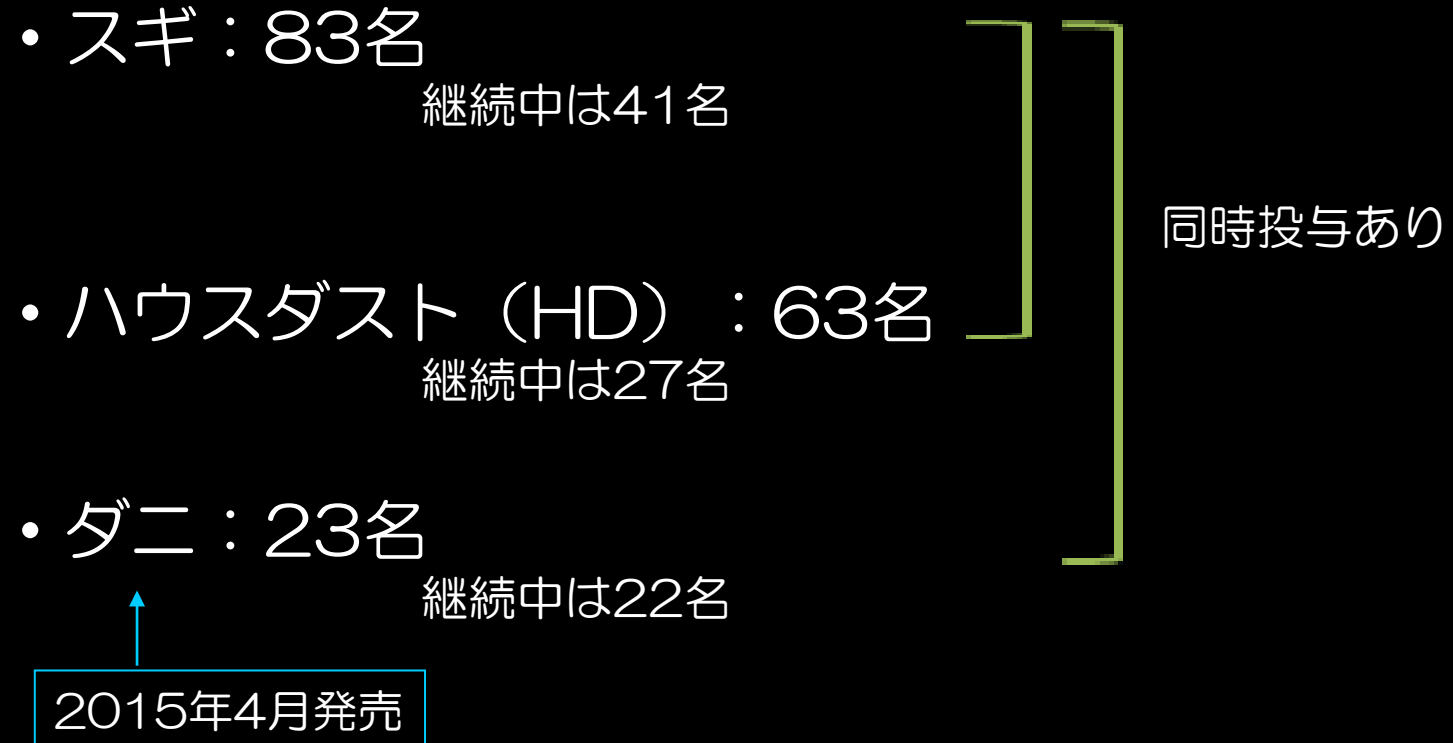 ・スギ：83名
継続中は41名
同時投与あり
・ハウスダスト（HD）：63名
継続中は27名
・ダニ：23名
継続中は22名
2015年4月発売